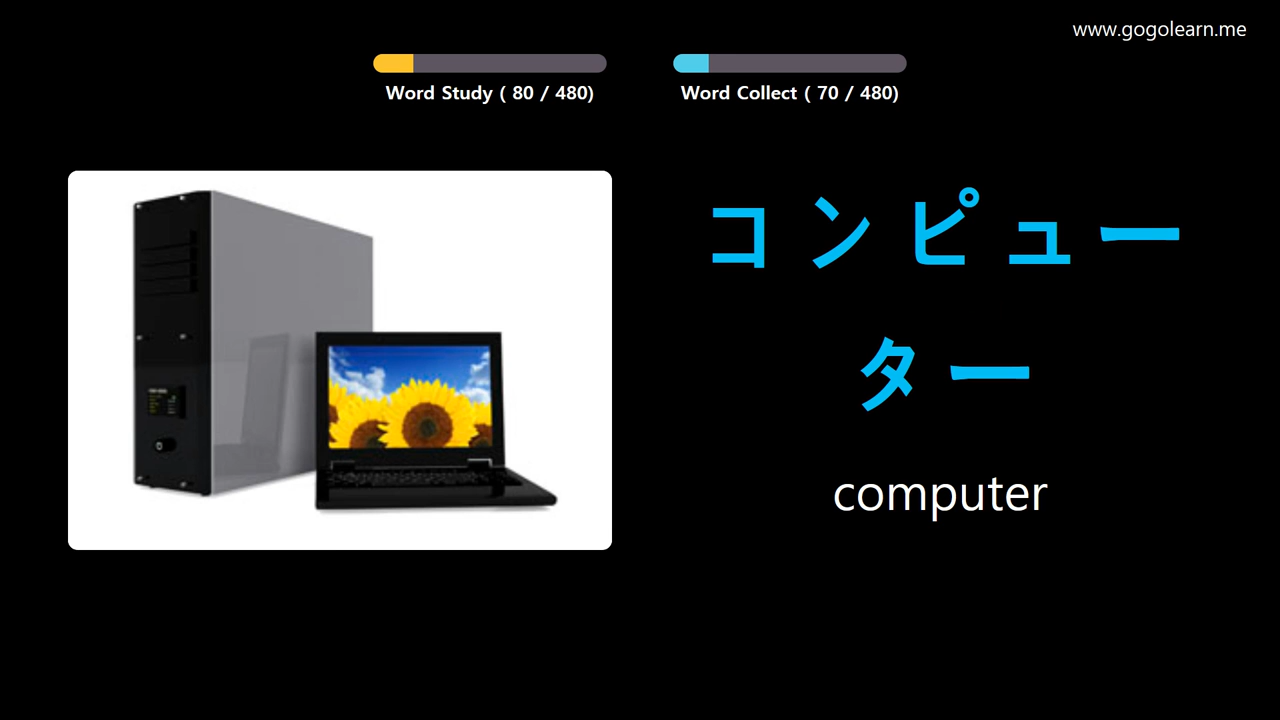 www.gogolearn.me
Word Study ( 80 / 480)
Word Collect ( 70 / 480)
コンピュー
ター
computer